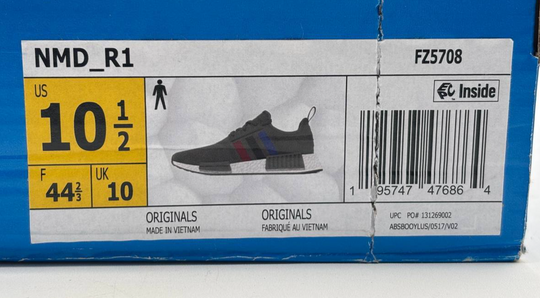 NMD_R1 FZ5708
US
10 1/2
Inside
F 44 2/3 UK 10
1 95747 47686 4
ORIGINALS ORIGINALS
MADE IN VIETNAM FABRIQUÉ AU VIETNAM
UPC PO# 131269002
ABSBOOYLUS/0517/V02